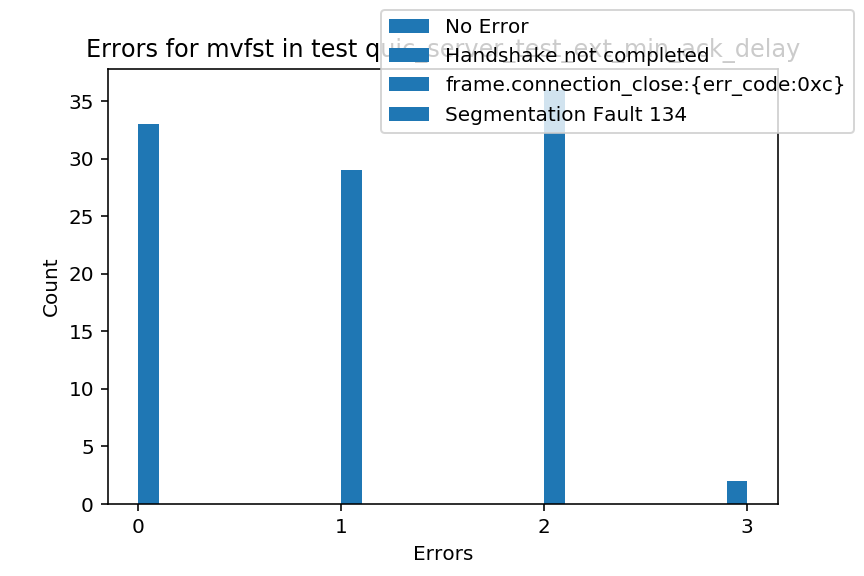 Errors for mvfst in test quic_server_test_ext_min_ack_delay
No Error
Handshake not completed
frame.connection_close:{err_code:0xc}
Segmentation Fault 134
35
30
25
20
15
10
5
0
Count
0 1 2 3
Errors